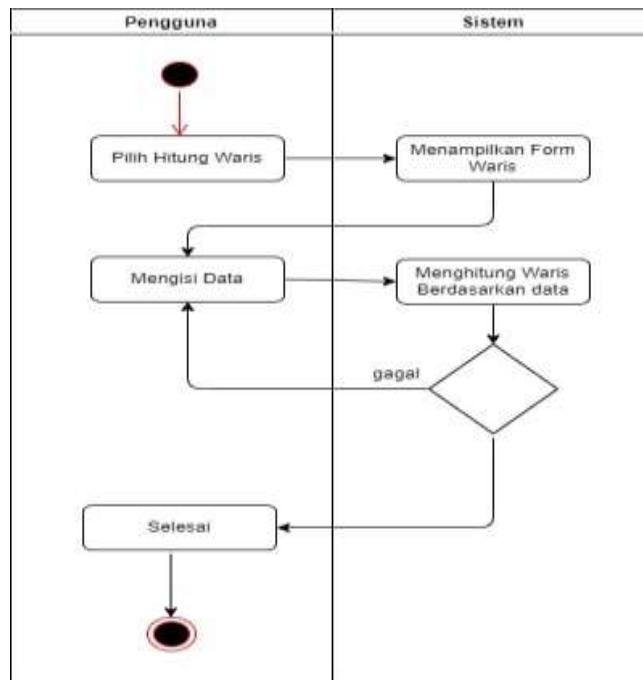 Pengguna
Sistem
Pilih Hitung Waris
Menampilkan Form
Waris
Mengisi Data
Menghitung Waris
Berdasarkan data
gagal
Selesai